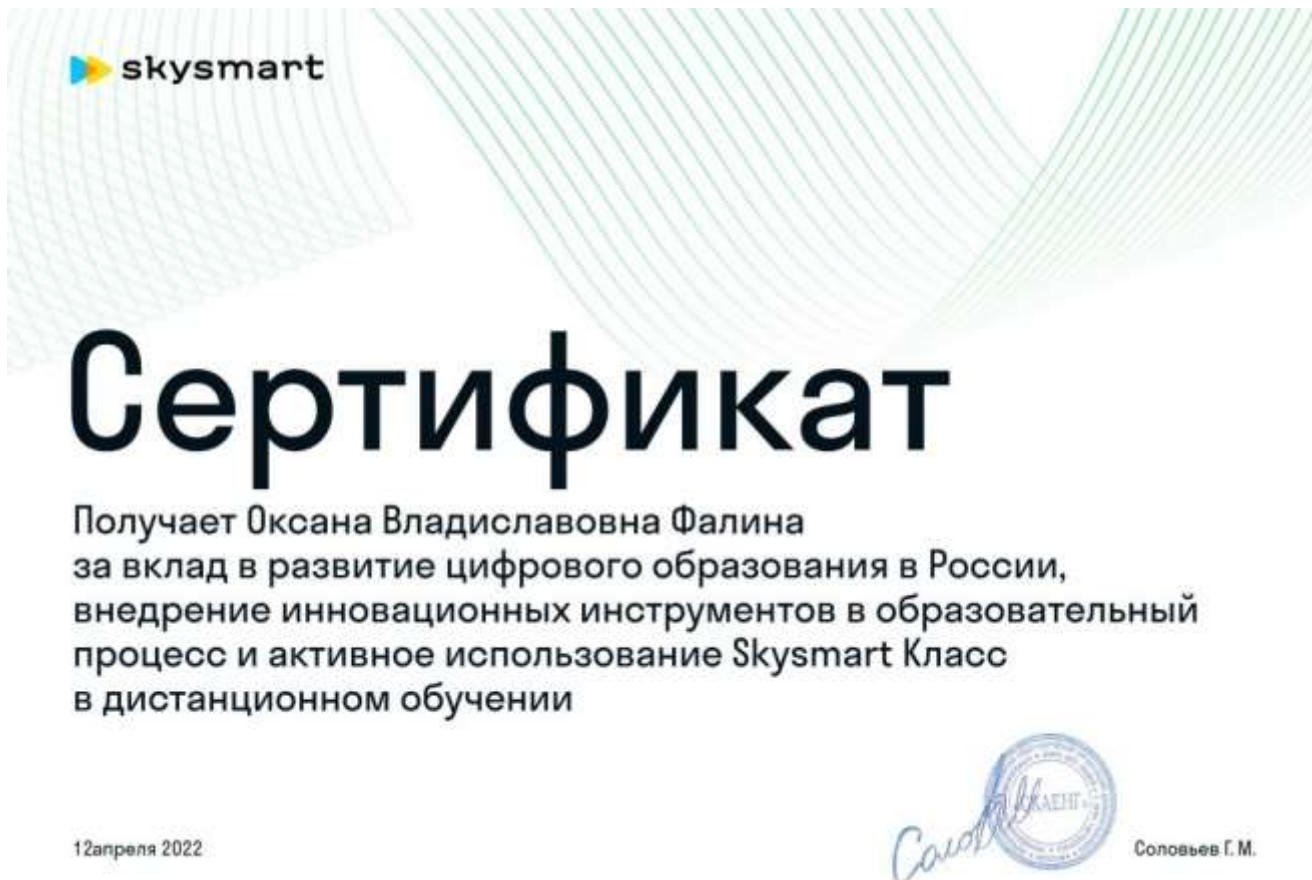 skysmart
Сертификат
Получает Оксана Владиславовна Фалина
за вклад в развитие цифрового образования в России,
внедрение инновационных инструментов в образовательный
процесс и активное использование Skysmart Класс
в дистанционном обучении
12апреля 2022
Соловьев Г. М.